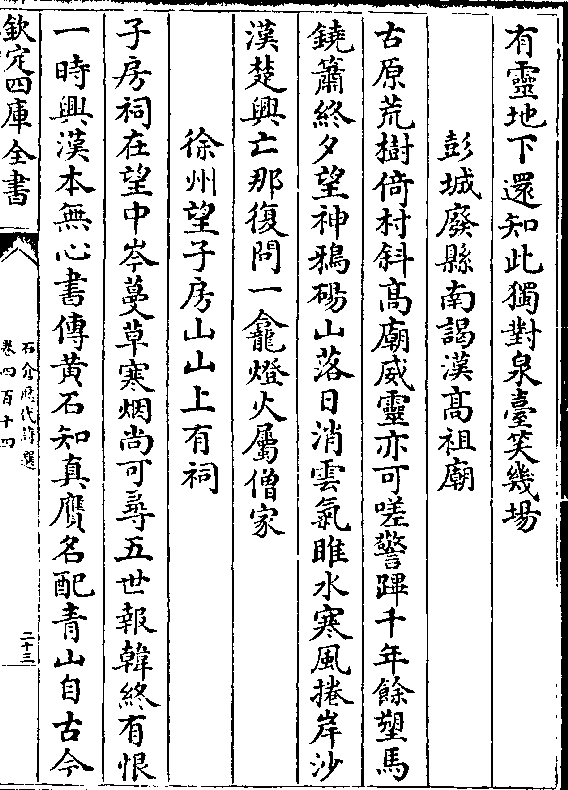 有靈地下還知此獨對泉臺笑幾場
彭城廢縣南謁漢高祖廟
古原荒樹倚村斜高廟威靈亦可嗟警蹕千年餘塑馬
鐃簫終夕望神鴉碭山落日消雲氣睢水寒風捲岸沙
漢楚興亡那復問一龕燈火屬僧家
徐州望子房山山上有祠
子房祠在望中岑蔓草寒烟尚可尋五世報韓終有恨
一時興漢本無心書傳黄石知真贋名配青山自古今
欽定四庫全書
石倉歷代詩選
卷四百十四
二十三